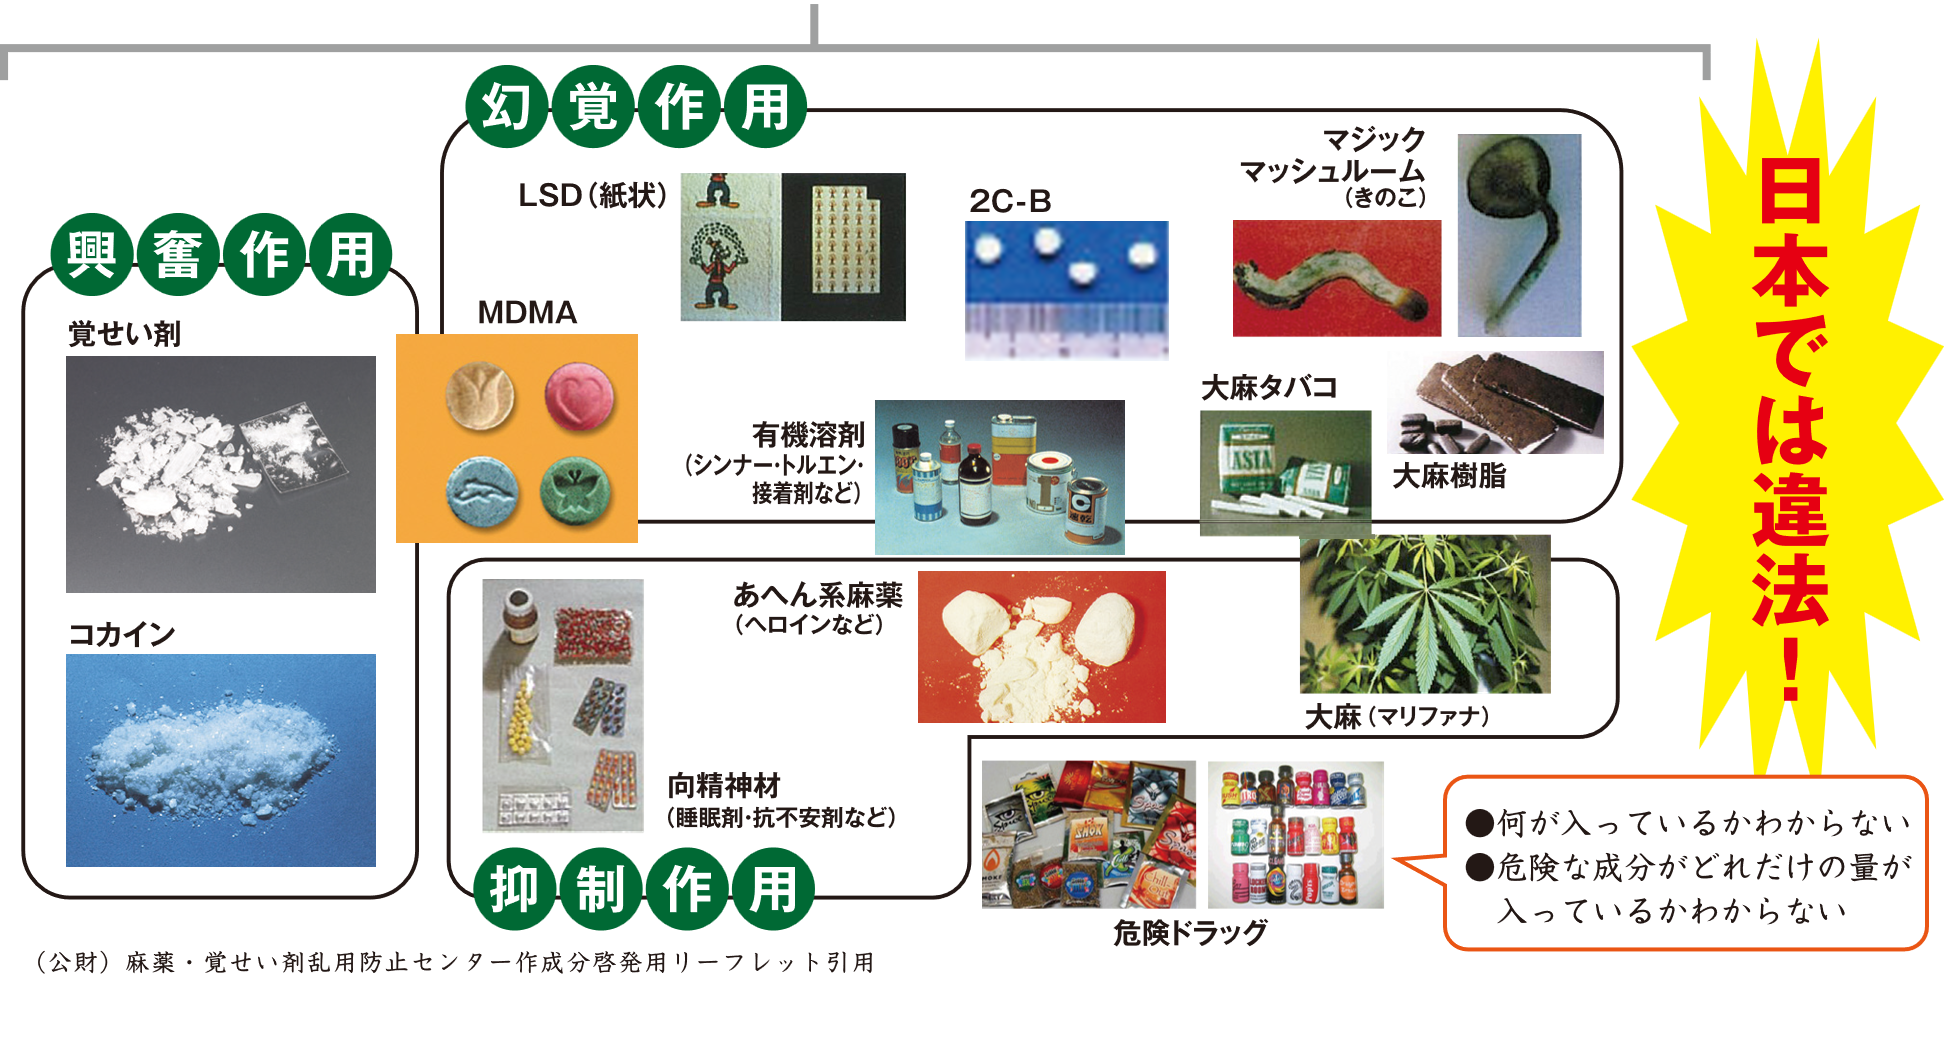 幻覚作用
LSD（紙状）
2C-B
マジック
マッシュルーム
（きのこ）
興奮作用
覚せい剤
MDMA
有機溶剤
（シンナー・トルエン・
接着剤など）
大麻タバコ
ASIA
大麻樹脂
コカイン
あへん系麻薬
（ヘロインなど）
大麻（マリファナ）
向精神材
（睡眠剤・抗不安剤など）
抑制作用
危険ドラッグ
日本では違法！
●何が入っているかわからない
●危険な成分がどれだけの量が
入っているかわからない
（公財）麻薬・覚せい剤乱用防止センター作成分啓発用リーフレット引用